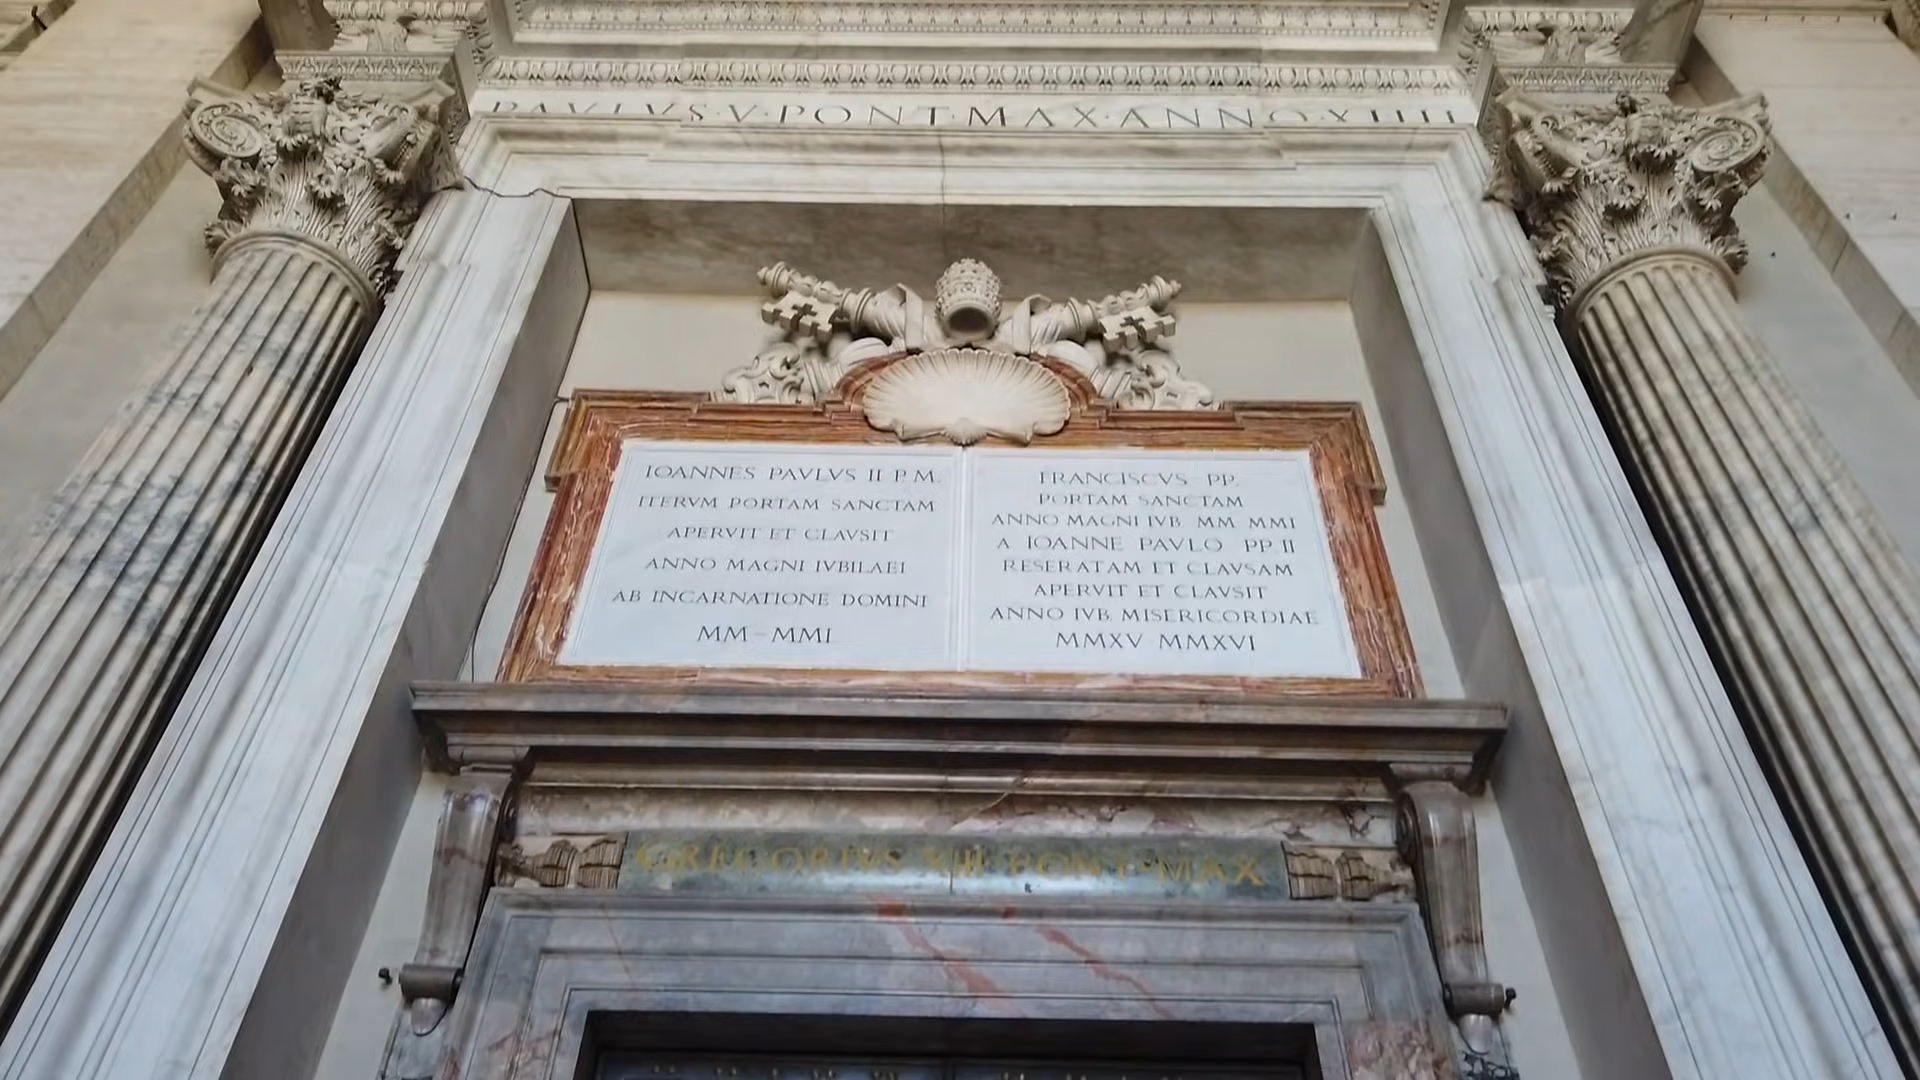 PAVLVS·V·PONT·MAX·ANNO·XIIII
IOANNES PAVLVS II P.M.
ITERVM PORTAM SANCTAM
APERVIT ET CLAVSIT
ANNO MAGNI IVBILAEI
AB INCARNATIONE DOMINI
MM-MMI
FRANCISCVS PP.
PORTAM SANCTAM
ANNO MAGNI IVB. MM MMI
A IOANNE PAVLO PP. II
RESERATAM ET CLAVSAM
APERVIT ET CLAVSIT
ANNO IVB. MISERICORDIAE
MMXV MMXVI
GREGORIVS XIII PONT·MAX